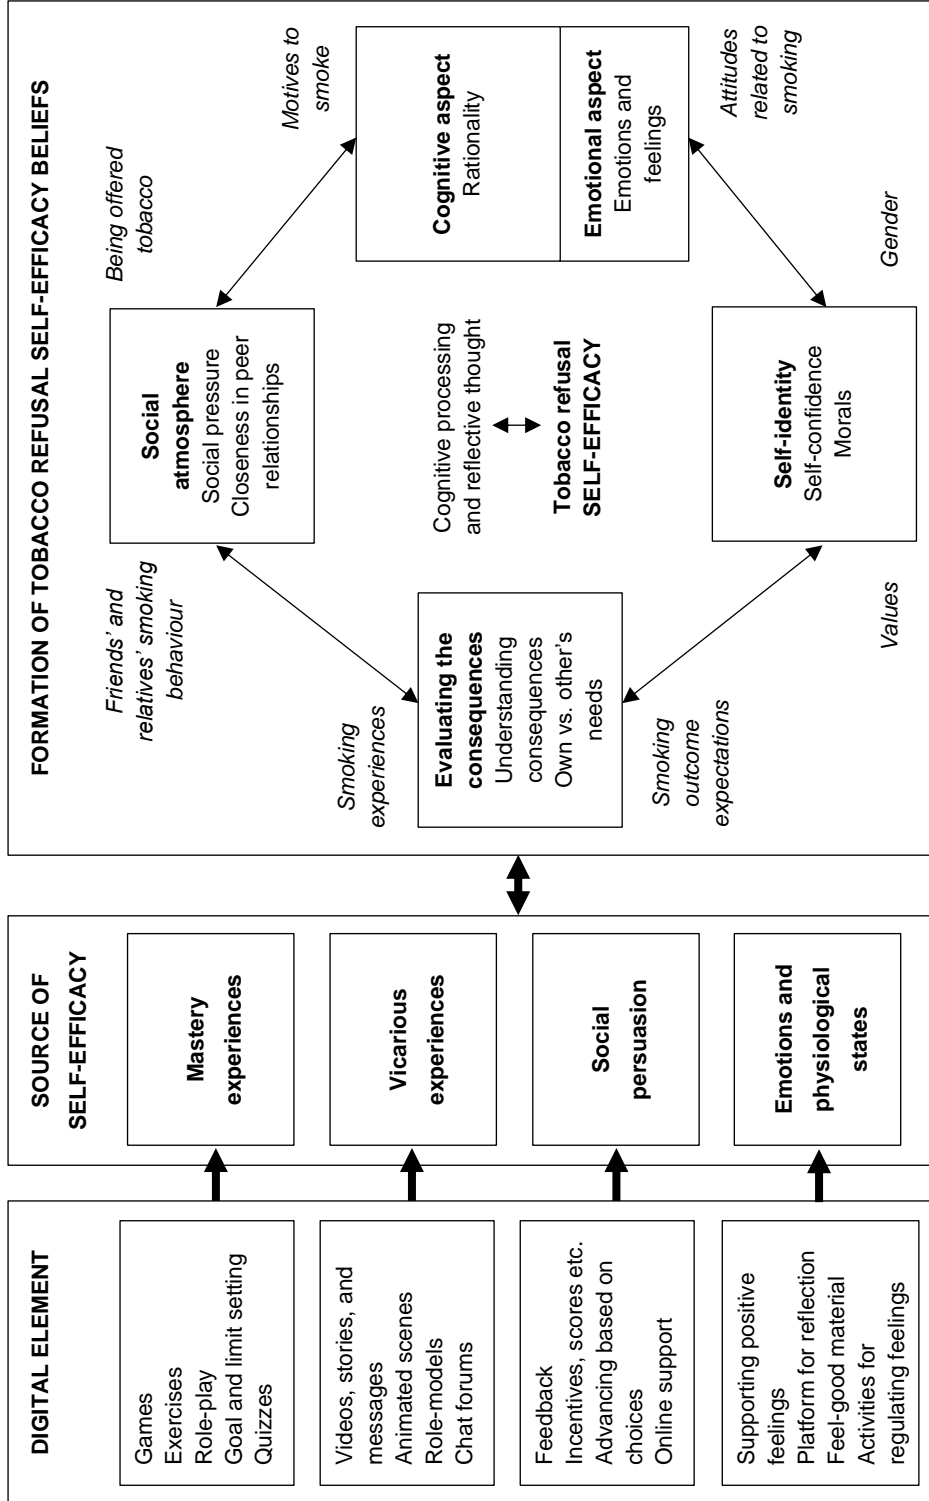 DIGITAL ELEMENT
Games
Exercises
Role-play
Goal and limit setting
Quizzes
Videos, stories, and
messages
Animated scenes
Role-models
Chat forums
Feedback
Incentives, scores etc.
Advancing based on
choices
Online support
Supporting positive
feelings
Platform for reflection
Feel-good material
Activities for
regulating feelings
SOURCE OF
SELF-EFFICACY
Mastery
experiences
Vicarious
experiences
Social
persuasion
Emotions and
physiological
states
FORMATION OF TOBACCO REFUSAL SELF-EFFICACY BELIEFS
Friends’ and
relatives’ smoking
behaviour
Social
atmosphere
Social pressure
Closeness in peer
relationships
Being offered
tobacco
Motives to
smoke
Smoking
experiences
Evaluating the
consequences
Understanding
consequences
Own vs. other’s
needs
Cognitive processing
and reflective thought
Tobacco refusal
SELF-EFFICACY
Cognitive aspect
Rationality
Emotional aspect
Emotions and
feelings
Smoking
outcome
expectations
Values
Self-identity
Self-confidence
Morals
Gender
Attitudes
related to
smoking